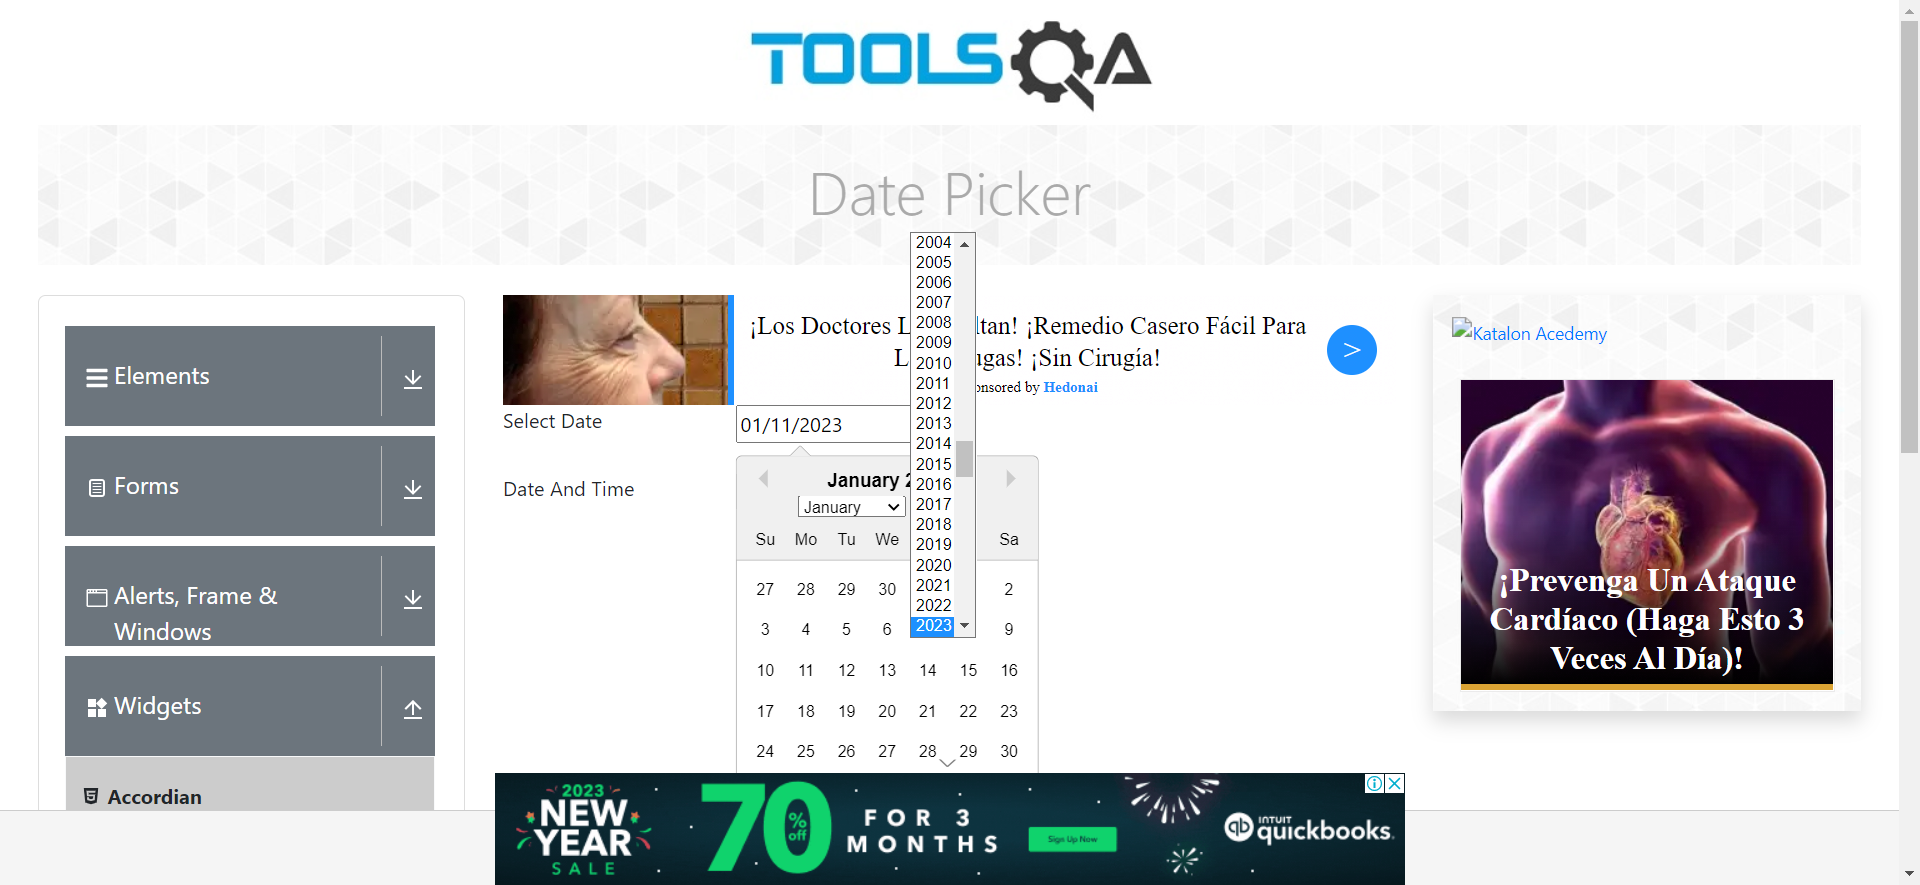 TOOLSQA
Date Picker
Elements
Forms
Alerts, Frame &
Windows
Widgets
Accordian
¡Los Doctores L
ltan! ¡Remedio Casero Fácil Para
L
ugas! ¡Sin Cirugía!
onsored by Hedonai
>
Select Date
01/11/2023
Date And Time
January 2
January
Su Mo Tu We Sa
27 28 29 30 2
3 4 5 6 9
10 11 12 13 14 15 16
17 18 19 20 21 22 23
24 25 26 27 28 29 30
2004
2005
2006
2007
2008
2009
2010
2011
2012
2013
2014
2015
2016
2017
2018
2019
2020
2021
2022
2023
Katalon Acedemy
¡Prevenga Un Ataque
Cardíaco (Haga Esto 3
Veces Al Día)!
2023
NEW
YEAR
SALE
70 % off
FOR 3
MONTHS
Sign Up Now
qb INTUIT
quickbooks.